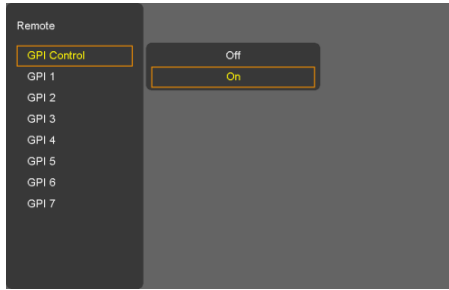 Remote
GPI Control
Off
GPI 1
On
GPI 2
GPI 3
GPI 4
GPI 5
GPI 6
GPI 7